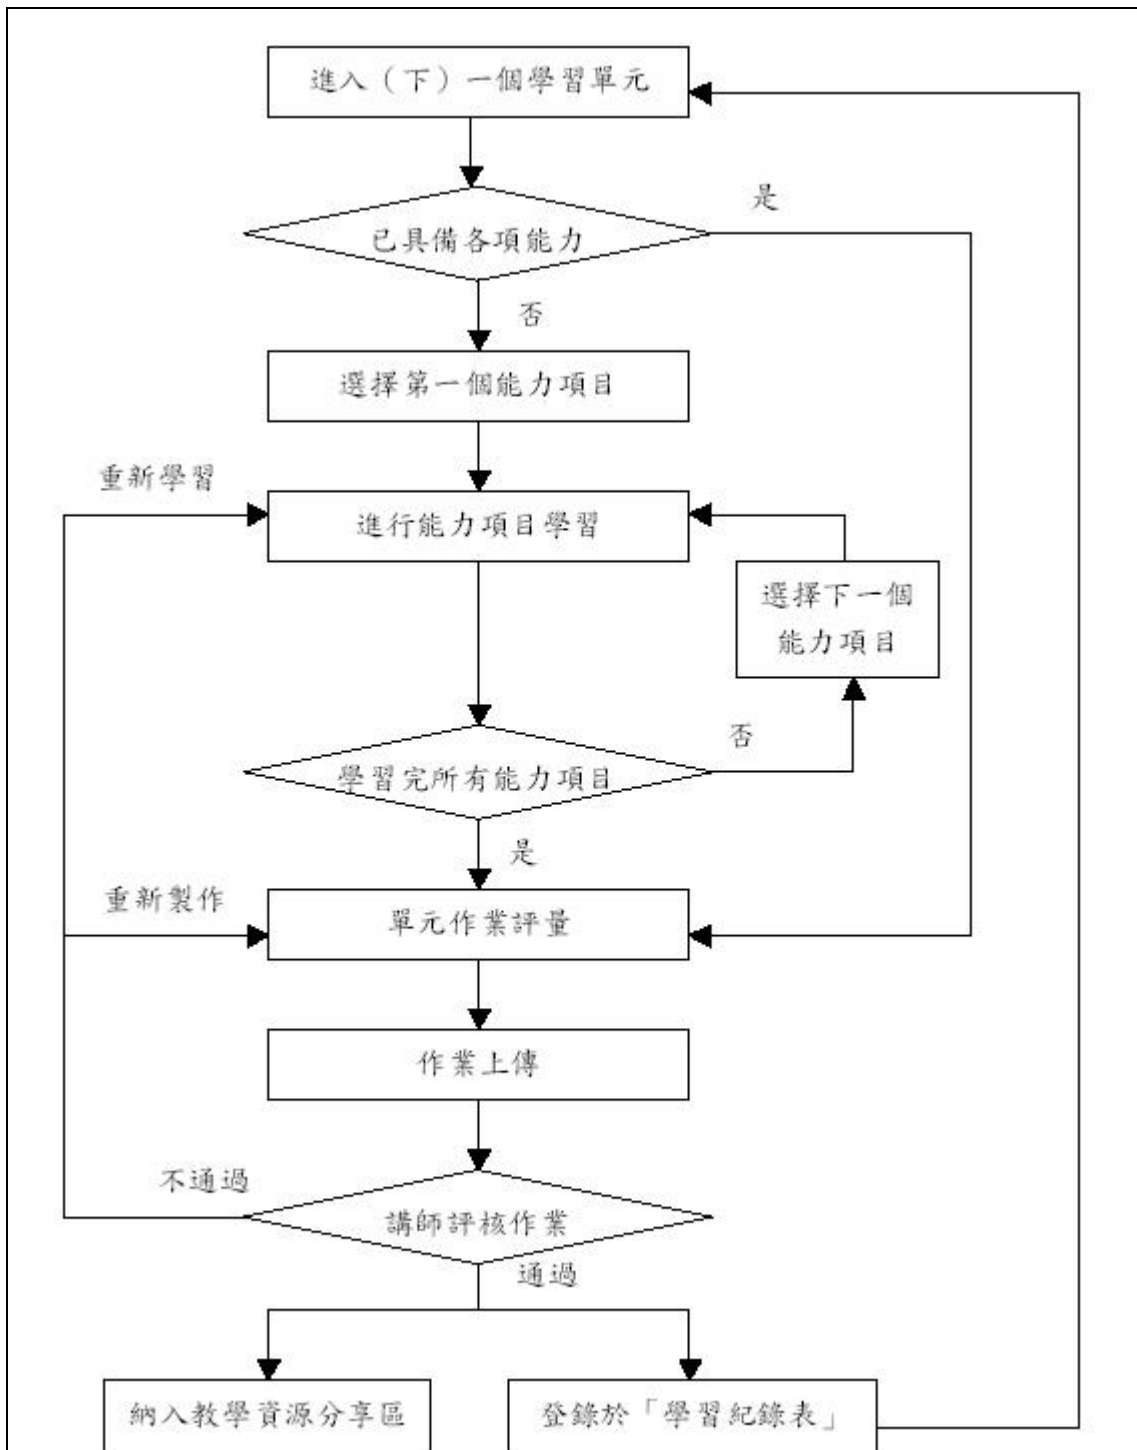 進入（下）一個學習單元
是
已具備各項能力
否
選擇第一個能力項目
重新學習
進行能力項目學習
選擇下一個
能力項目
否
學習完所有能力項目
是
重新製作
單元作業評量
作業上傳
不通過
講師評核作業
通過
納入教學資源分享區
登錄於「學習紀錄表」